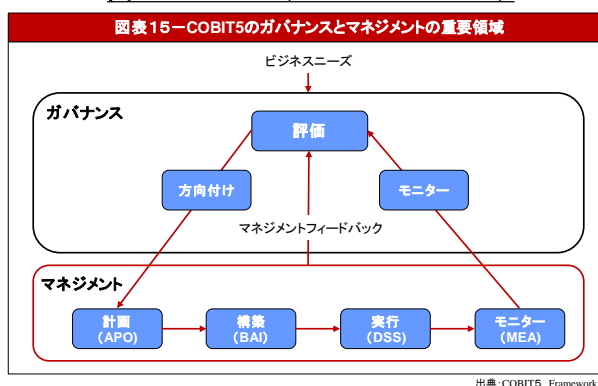 図表15ーCOBIT5のガバナンスとマネジメントの重要領域
ビジネスニーズ
ガバナンス
評価
方向付け
モニター
マネジメントフィードバック
マネジメント
計画
(APO)
構築
(BAI)
実行
(DSS)
モニター
(MEA)
出典：COBIT5 Framework